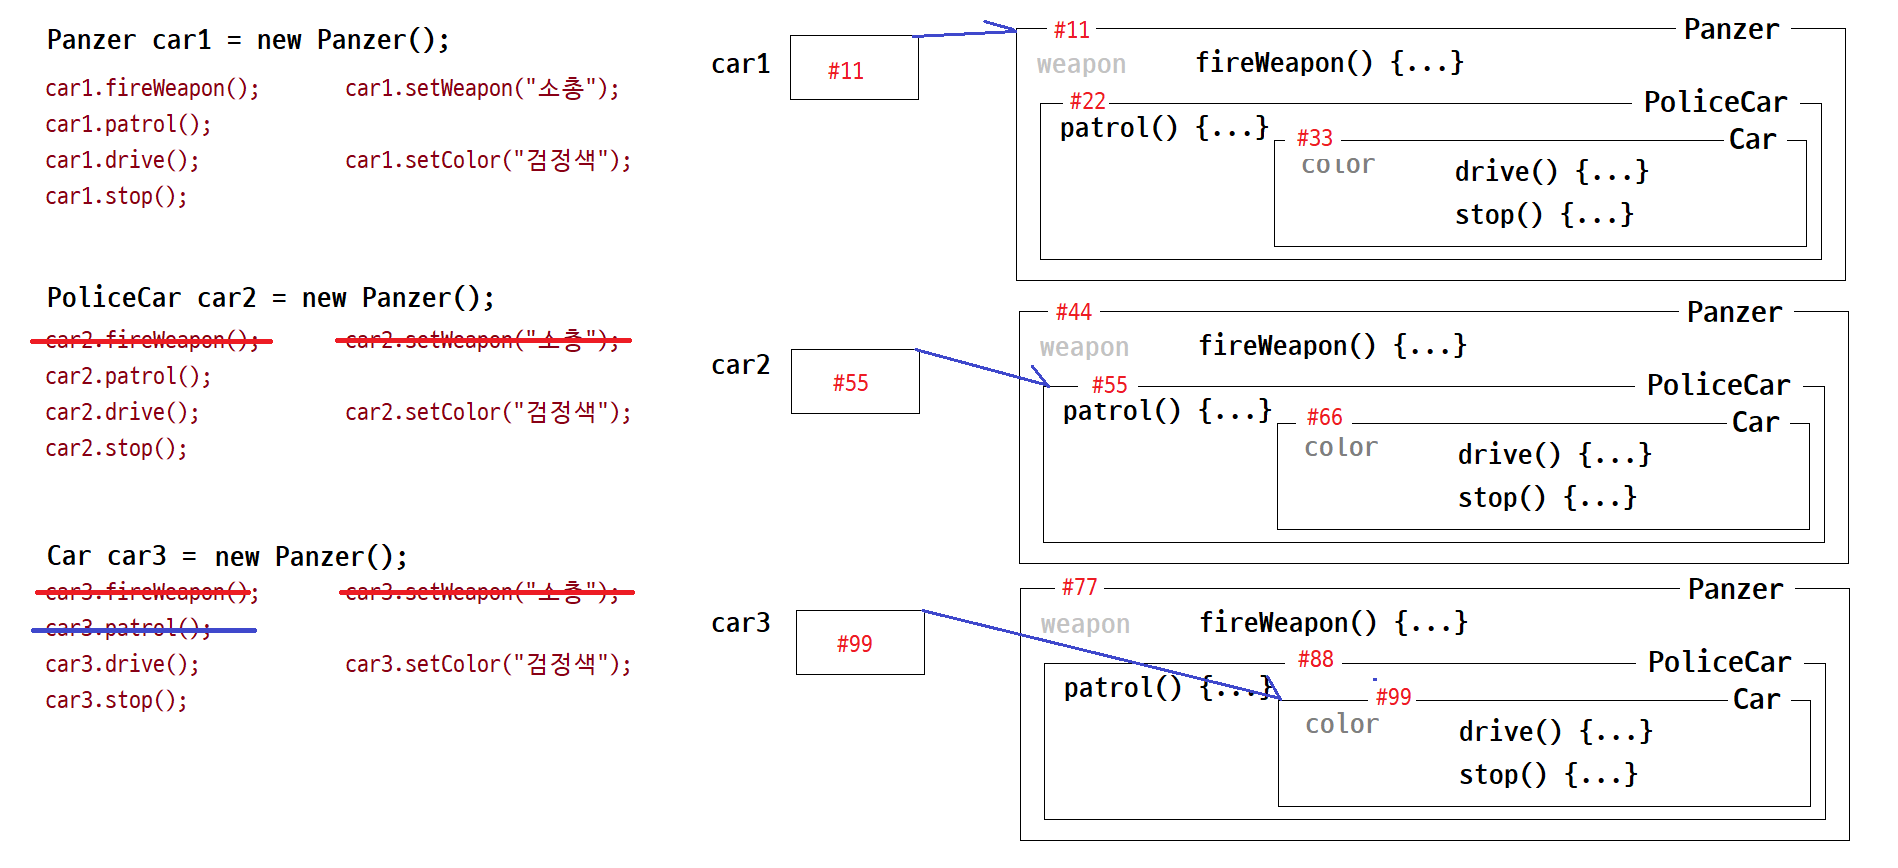 Panzer car1 = new Panzer();
car1.fireWeapon(); car1.setWeapon("소총");
car1.patrol();
car1.drive(); car1.setColor("검정색");
car1.stop();
car1
#11
#11 Panzer
weapon fireWeapon() {...}
#22 PoliceCar
patrol() {...}
#33 Car
color drive() {...}
stop() {...}
PoliceCar car2 = new Panzer();
car2.fireWeapon(); car2.setWeapon("소총");
car2.patrol();
car2.drive(); car2.setColor("검정색");
car2.stop();
car2
#55
#44 Panzer
weapon fireWeapon() {...}
#55 PoliceCar
patrol() {...}
#66 Car
color drive() {...}
stop() {...}
Car car3 = new Panzer();
car3.fireWeapon(); car3.setWeapon("소총");
car3.patrol();
car3.drive(); car3.setColor("검정색");
car3.stop();
car3
#99
#77 Panzer
weapon fireWeapon() {...}
#88 PoliceCar
patrol() {...}
#99 Car
color drive() {...}
stop() {...}